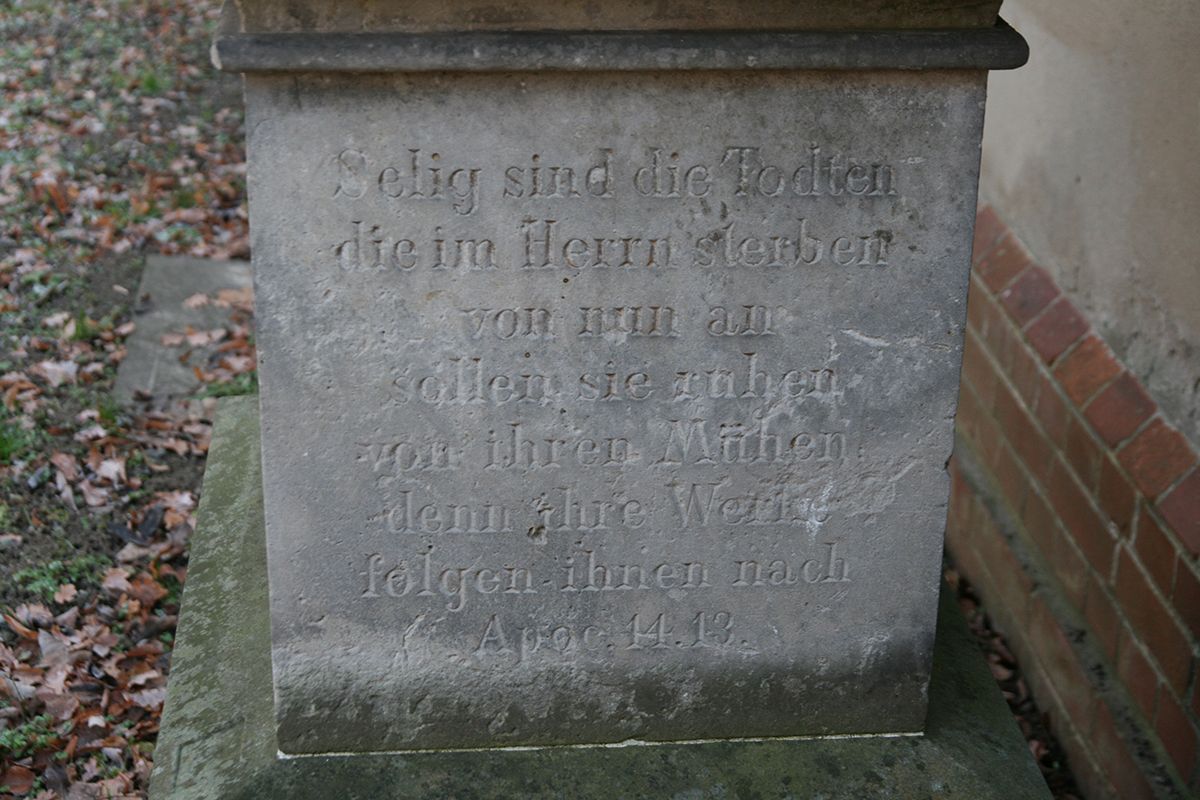 Selig sind die Todten
die im Herrn sterben
von nun an
sollen sie ruhen
von ihren Mühen
denn ihre Werke
folgen ihnen nach
Apoc. 14.13.